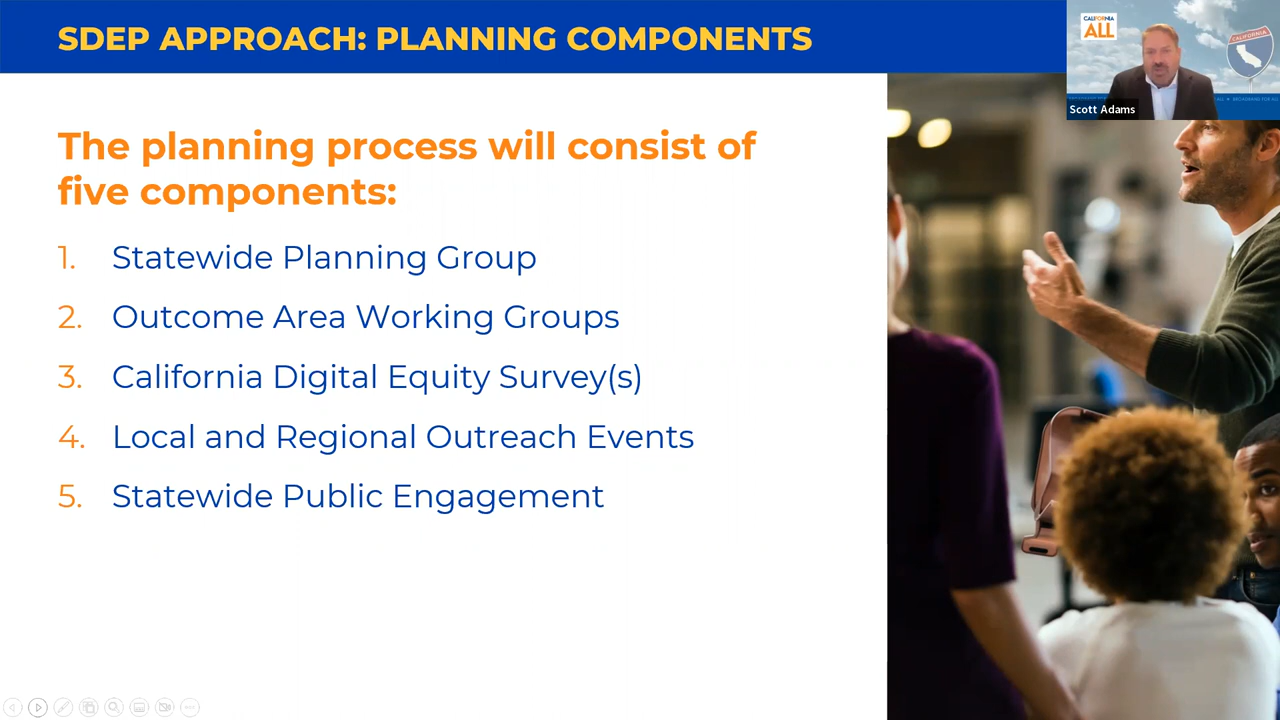 SDEP APPROACH: PLANNING COMPONENTS
CALIFORNIA
ALL
CALIFORNIA
Scott Adams
The planning process will consist of
five components:
1. Statewide Planning Group
2. Outcome Area Working Groups
3. California Digital Equity Survey(s)
4. Local and Regional Outreach Events
5. Statewide Public Engagement